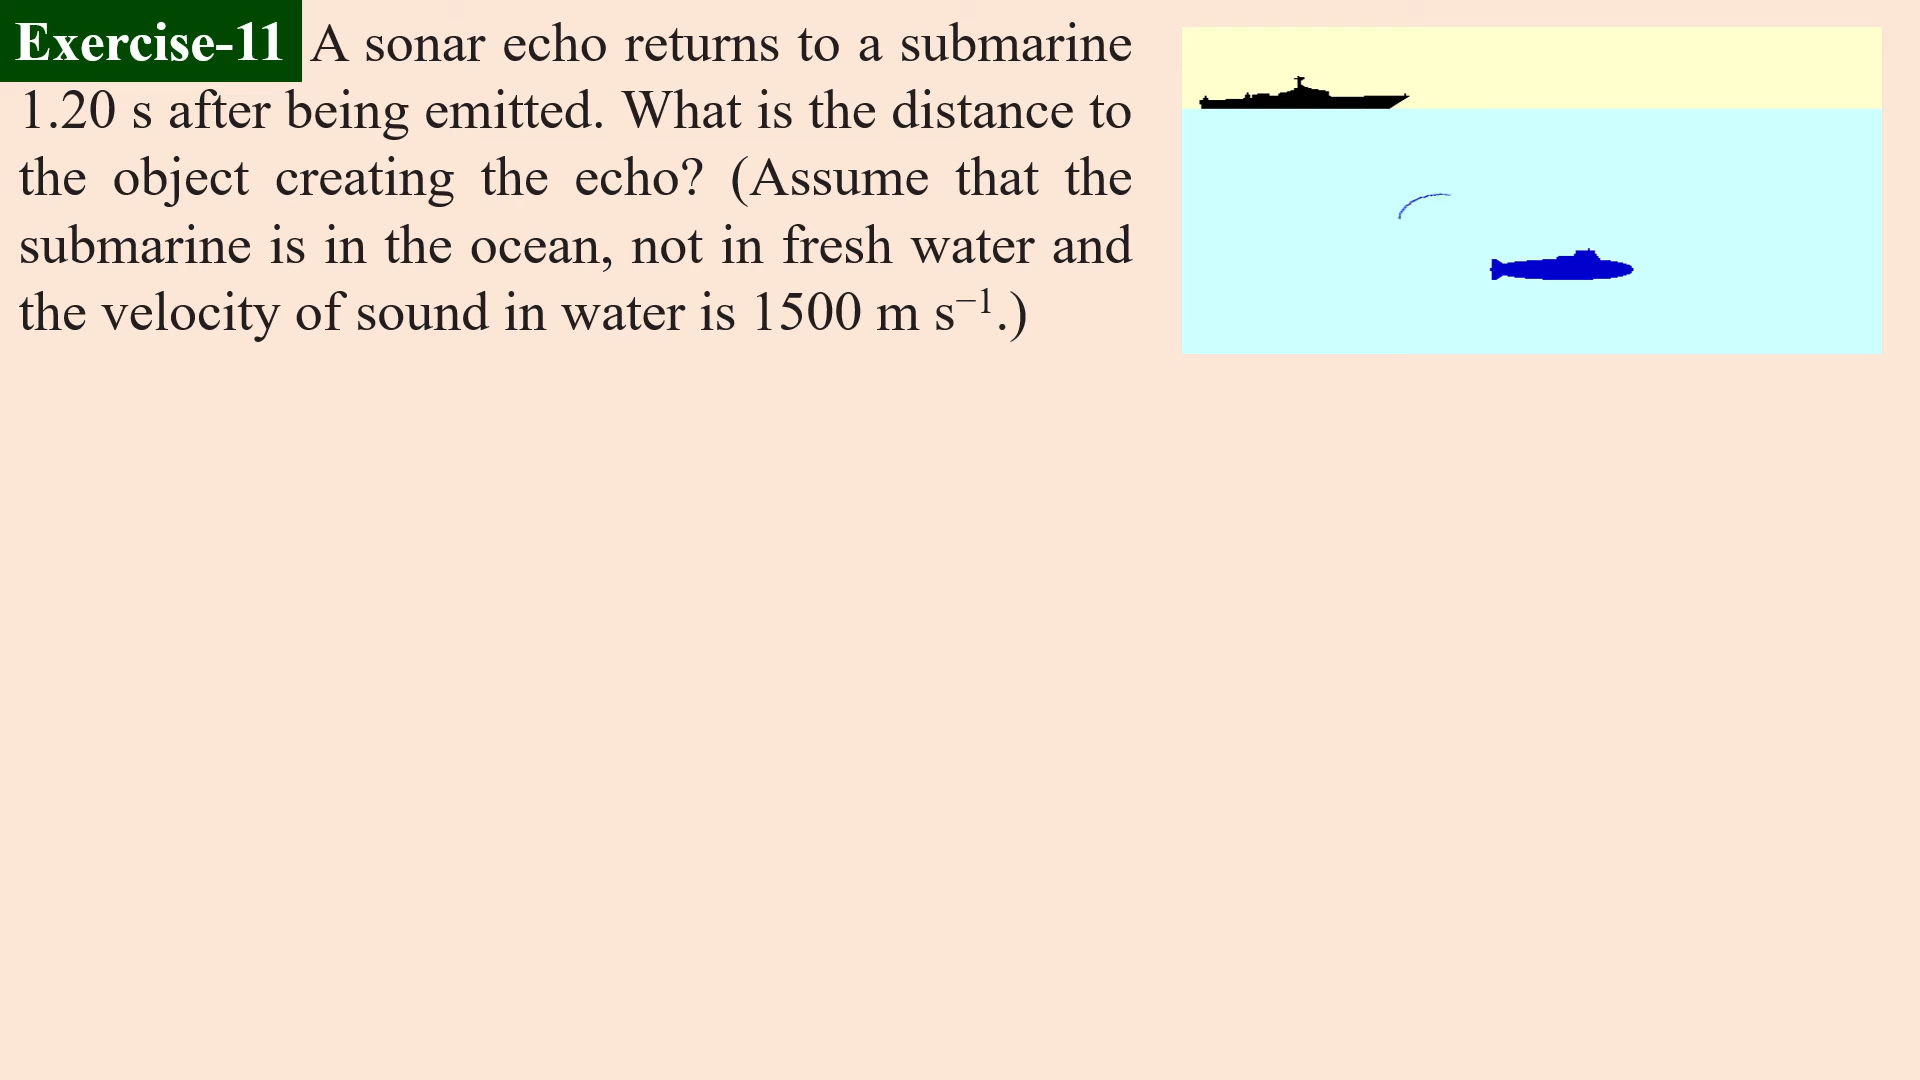 Exercise-11 A sonar echo returns to a submarine
1.20 s after being emitted. What is the distance to
the object creating the echo? (Assume that the
submarine is in the ocean, not in fresh water and
the velocity of sound in water is 1500 m s⁻¹.)